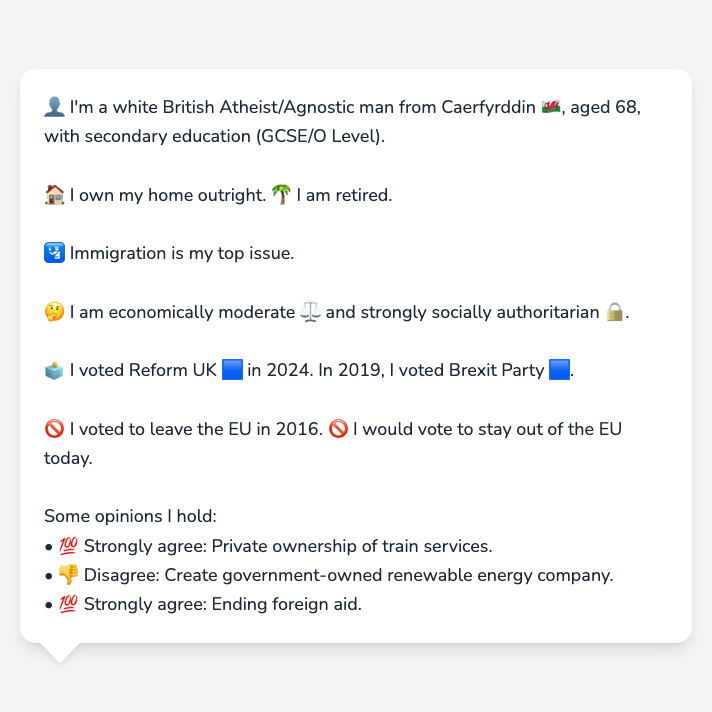 👤 I'm a white British Atheist/Agnostic man from Caerfyrddin 🏴󠁧󠁢󠁷󠁬󠁳󠁿, aged 68,
with secondary education (GCSE/O Level).
🏠 I own my home outright. 🌴 I am retired.
🛂 Immigration is my top issue.
🤔 I am economically moderate ⚖️ and strongly socially authoritarian 🔒.
🗳️ I voted Reform UK 🟦 in 2024. In 2019, I voted Brexit Party 🟦.
🚫 I voted to leave the EU in 2016. 🚫 I would vote to stay out of the EU
today.
Some opinions I hold:
• 💯 Strongly agree: Private ownership of train services.
• 👎 Disagree: Create government-owned renewable energy company.
• 💯 Strongly agree: Ending foreign aid.